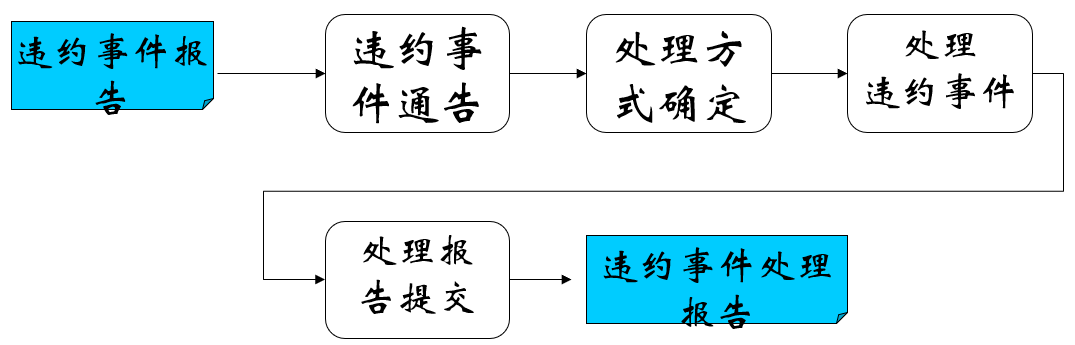 违约事件报
告
违约事
件通告
处理方
式确定
处理
违约事件
处理报
告提交
违约事件处理
报告